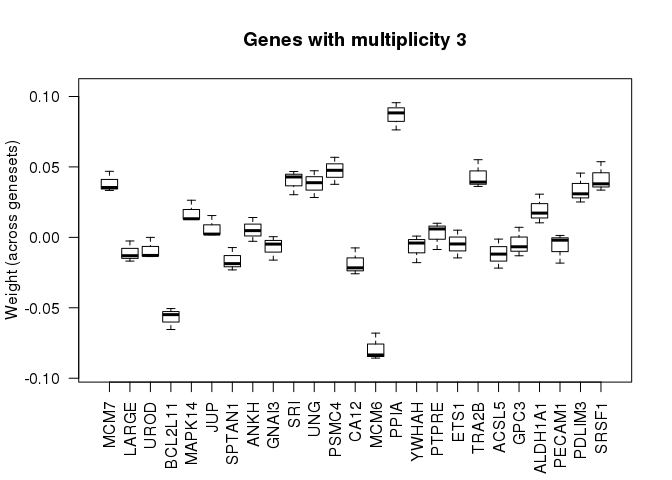 Genes with multiplicity 3
Weight (across genesets)
0.10
0.05
0.00
-0.05
-0.10
MCM7
LARGE
UROD
BCL2L11
MAPK14
JUP
SPTAN1
ANKH
GNAI3
SRI
UNG
PSMC4
CA12
MCM6
PPIA
YWHAH
PTPRE
ETS1
TRA2B
ACSL5
GPC3
ALDH1A1
PECAM1
PDLIM3
SRSF1